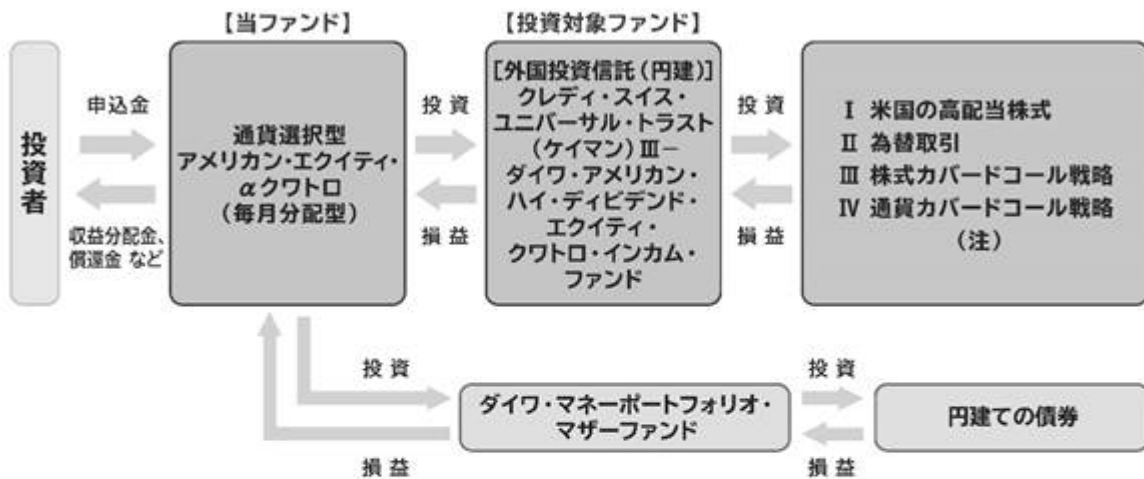 【当ファンド】
【投資対象ファンド】
投資者
申込金
収益分配金、
償還金 など
通貨選択型
アメリカン・エクイティ・
αクワトロ
（毎月分配型）
投 資
損 益
［外国投資信託（円建）］
クレディ・スイス・
ユニバーサル・トラスト
（ケイマン）Ⅲ－
ダイワ・アメリカン・
ハイ・ディビデンド・
エクイティ・
クワトロ・インカム・
ファンド
投 資
損 益
Ⅰ 米国の高配当株式
Ⅱ 為替取引
Ⅲ 株式カバードコール戦略
Ⅳ 通貨カバードコール戦略
（注）
投 資
損 益
ダイワ・マネーポートフォリオ・
マザーファンド
投 資
損 益
円建ての債券